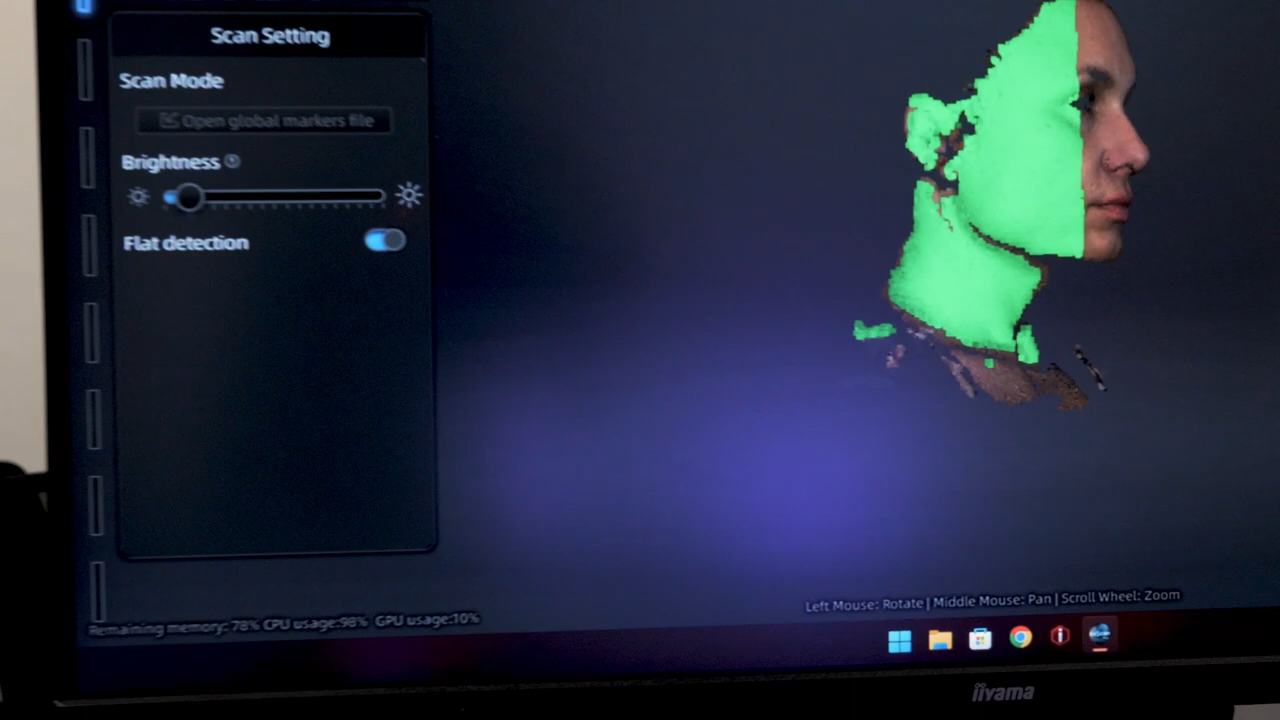 Scan Setting
Scan Mode
Open global markers file
Brightness
Flat detection
Remaining memory: 78% CPU usage:98% GPU usage:10%
Left Mouse: Rotate | Middle Mouse: Pan | Scroll Wheel: Zoom
iiyama